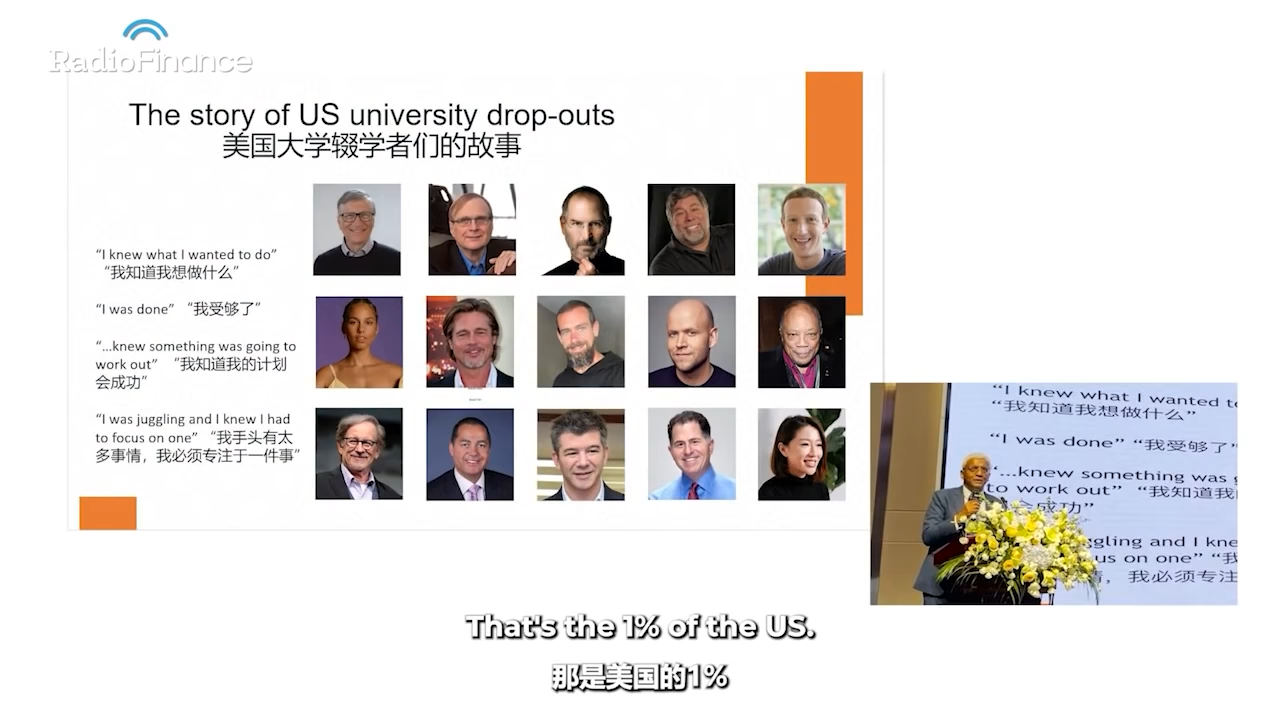 RadioFinance
The story of US university drop-outs
美国大学辍学者们的故事
“I knew what I wanted to do”
“我知道我想做什么”
“I was done” “我受够了”
“...knew something was going to
work out” “我知道我的计划
会成功”
“I was juggling and I knew I had
to focus on one” “我手头有太
多事情，我必须专注于一件事”
“I knew what I wanted to
“我知道我想做什么”
“I was done” “我受够了”
“...knew something was
to work out” “我知道我
会成功”
ggling and I kne
us on one” “我
情，我必须专注
That's the 1% of the US.
那是美国的1%